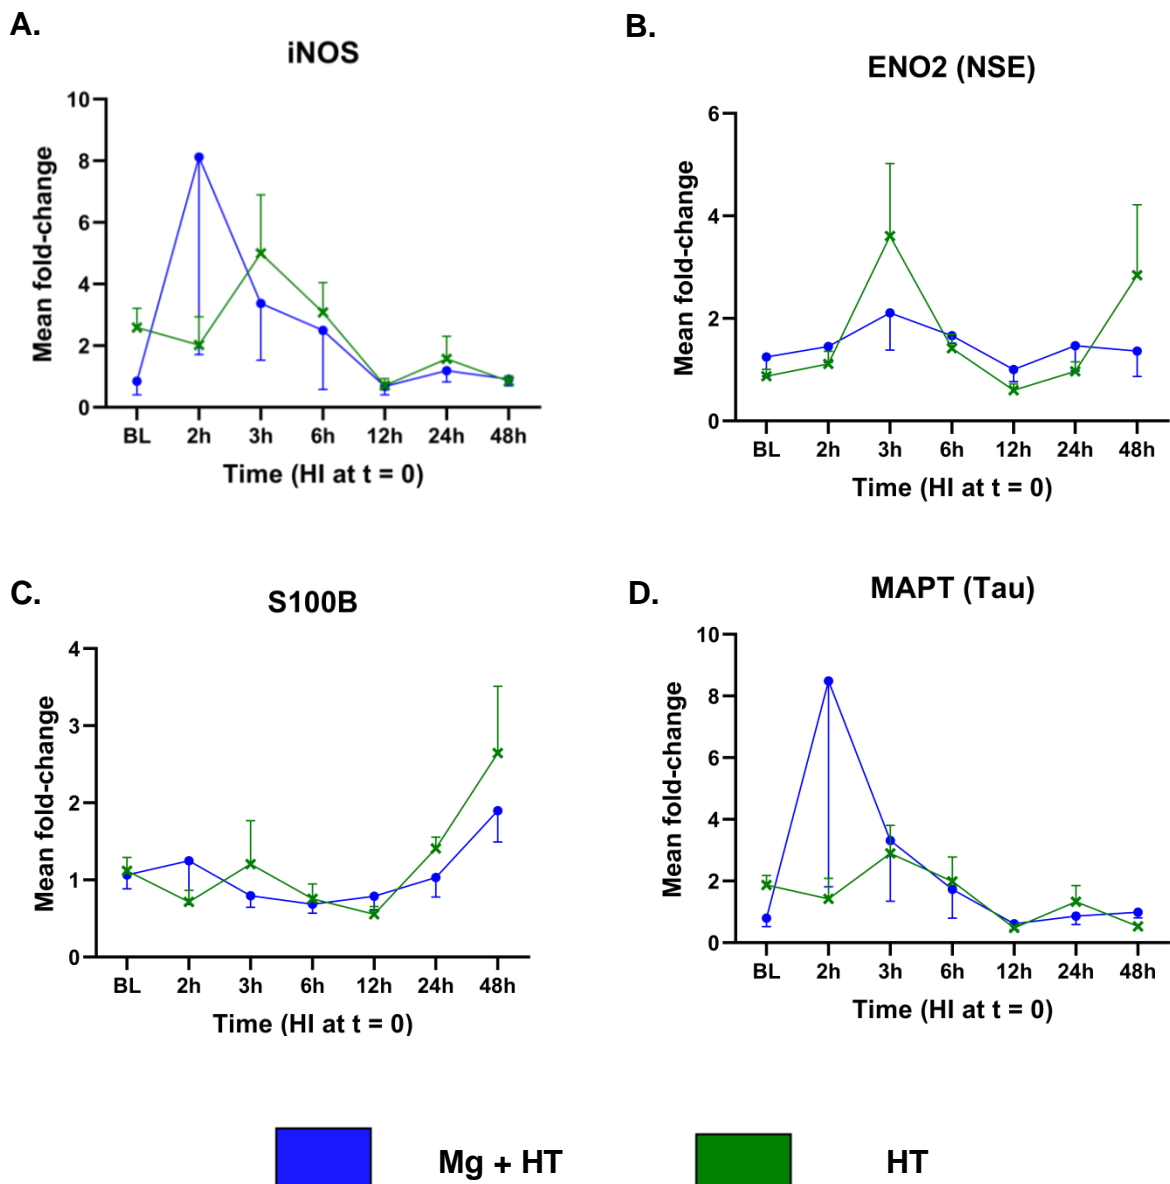 A.
iNOS
10
8
6
4
2
0
Mean fold-change
BL 2h 3h 6h 12h 24h 48h
Time (HI at t = 0)
B.
ENO2 (NSE)
6
4
2
0
Mean fold-change
BL 2h 3h 6h 12h 24h 48h
Time (HI at t = 0)
C.
S100B
4
3
2
1
0
Mean fold-change
BL 2h 3h 6h 12h 24h 48h
Time (HI at t = 0)
D.
MAPT (Tau)
10
8
6
4
2
0
Mean fold-change
BL 2h 3h 6h 12h 24h 48h
Time (HI at t = 0)
Mg + HT
HT